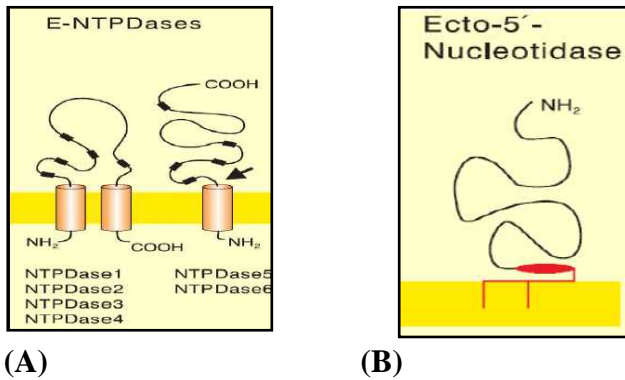 E-NTPDases
COOH
NH2
COOH
NH2
NTPDase1
NTPDase2
NTPDase3
NTPDase4
NTPDase5
NTPDase6
Ecto-5′-
Nucleotidase
NH2
(A)
(B)